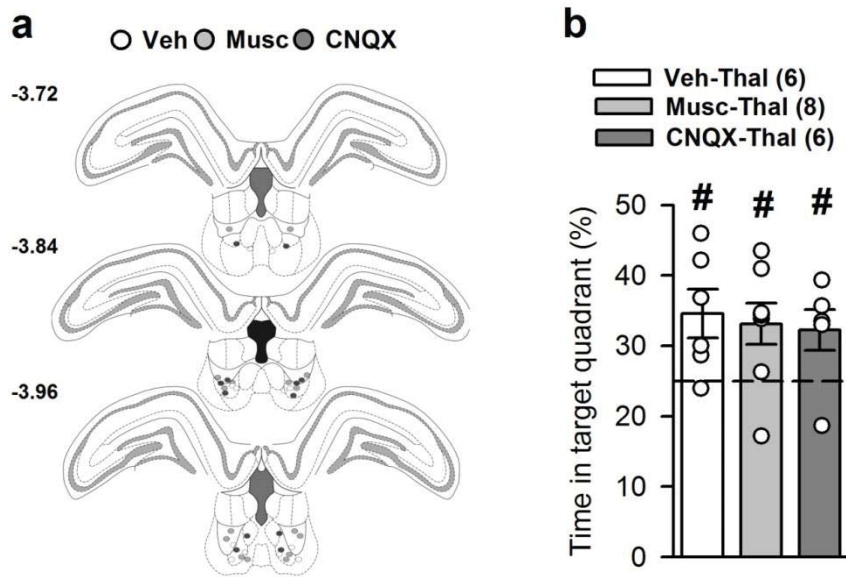 a
Veh Musc CNQX
-3.72
-3.84
-3.96
b
Veh-Thal (6)
Musc-Thal (8)
CNQX-Thal (6)
# # #
Time in target quadrant (%)
50
40
30
20
10
0